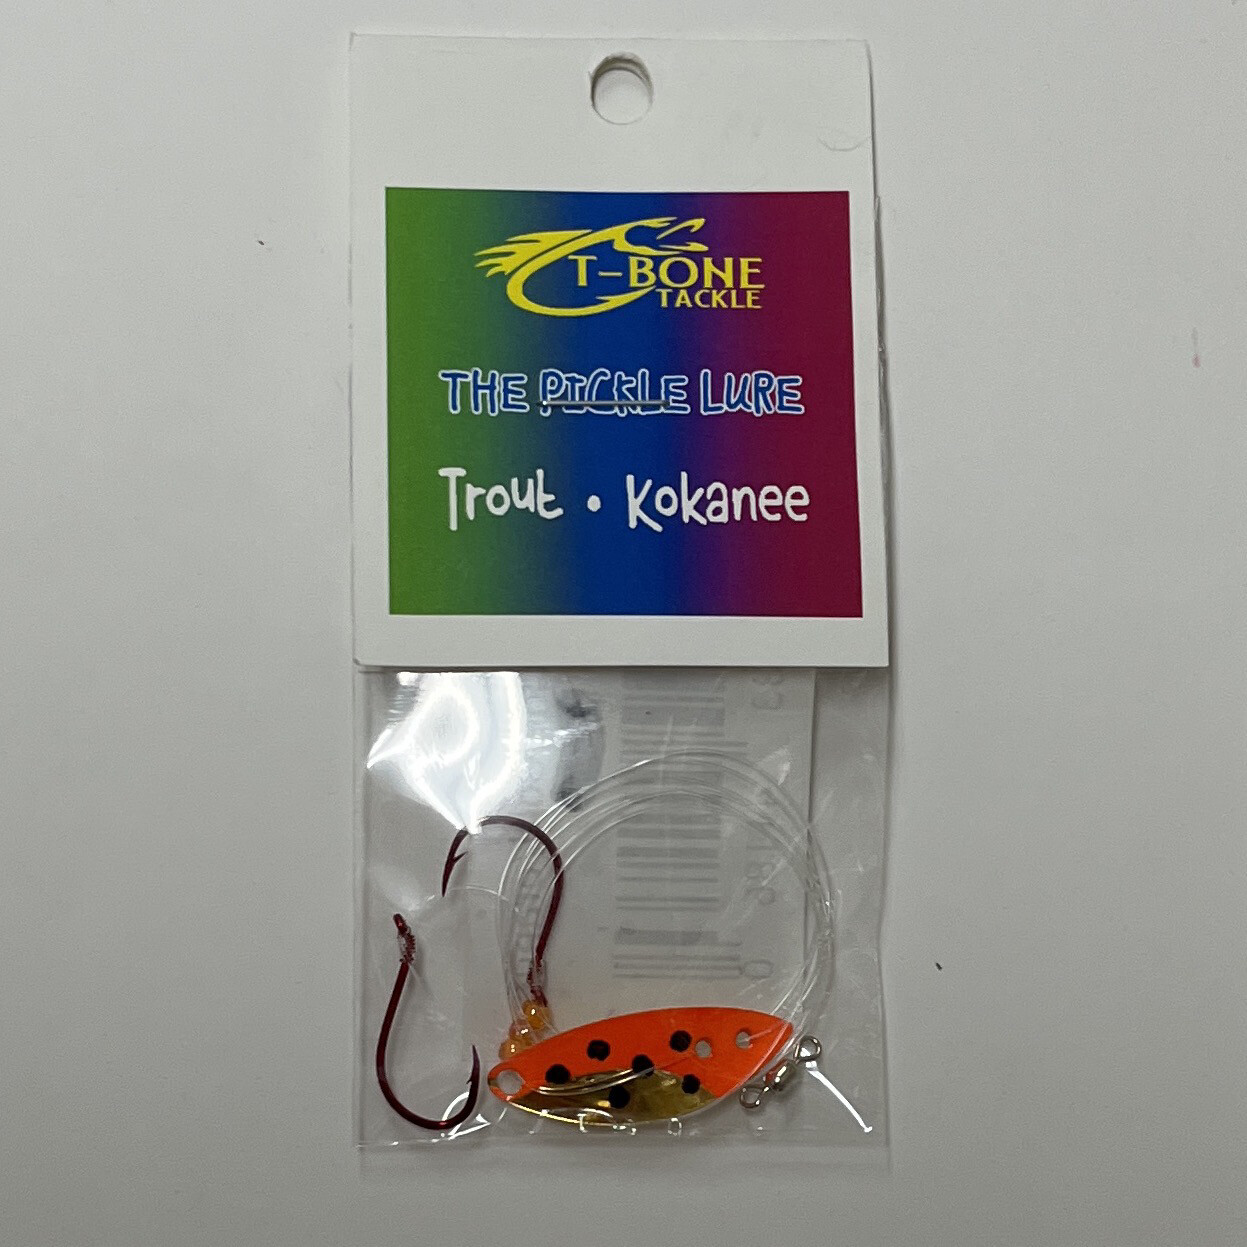 T-BONE
TACKLE
THE PICKLE LURE
Trout • Kokanee